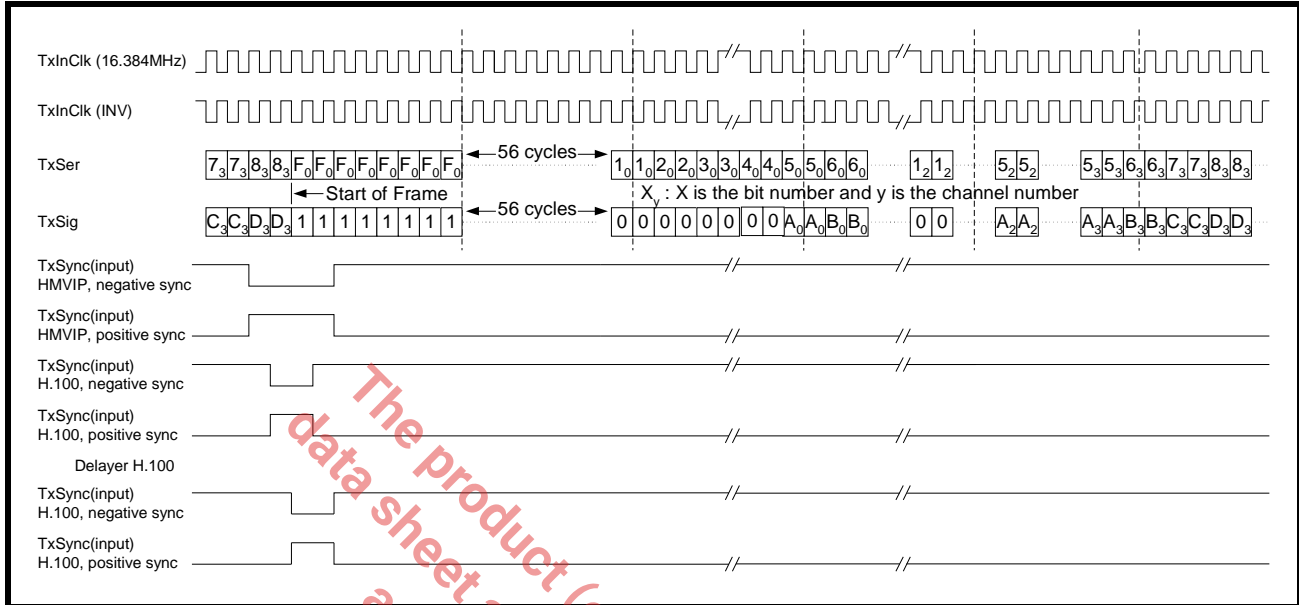 TxInClk (16.384MHz)
TxInClk (INV)
TxSer
7₃ 7₃ 8₃ 8₃ F₀ F₀ F₀ F₀ F₀ F₀ F₀ F₀
56 cycles
1₀ 1₀ 2₀ 2₀ 3₀ 3₀ 4₀ 4₀ 5₀ 5₀ 6₀ 6₀
1₂ 1₂
5₂ 5₂
5₃ 5₃ 6₃ 6₃ 7₃ 7₃ 8₃ 8₃
Start of Frame
Xy : X is the bit number and y is the channel number
TxSig
C₃ C₃ D₃ D₃ 1 1 1 1 1 1 1 1
56 cycles
0 0 0 0 0 0 0 0 A₀ A₀ B₀ B₀
0 0
A₂ A₂
A₃ A₃ B₃ B₃ C₃ C₃ D₃ D₃
TxSync(input)
HMVIP, negative sync
TxSync(input)
HMVIP, positive sync
TxSync(input)
H.100, negative sync
TxSync(input)
H.100, positive sync
Delayer H.100
TxSync(input)
H.100, negative sync
TxSync(input)
H.100, positive sync
The product (
data sheet